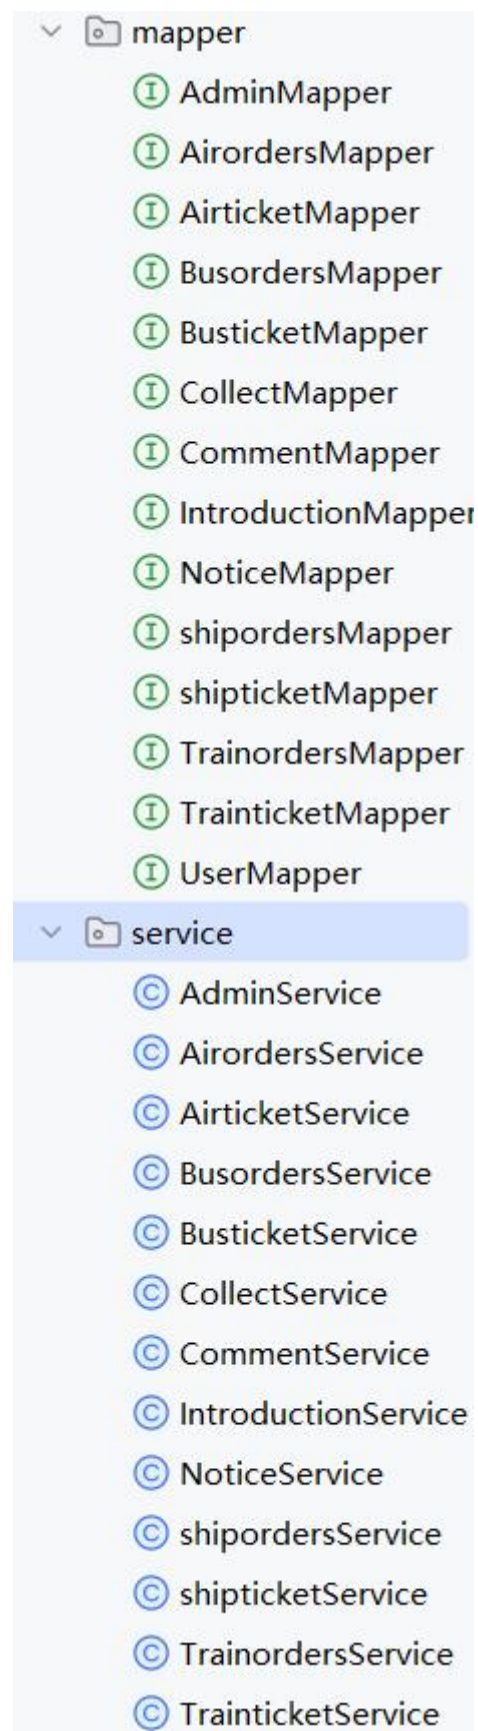 mapper
AdminMapper
AirordersMapper
AirticketMapper
BusordersMapper
BusticketMapper
CollectMapper
CommentMapper
IntroductionMapper
NoticeMapper
shipordersMapper
shipticketMapper
TrainordersMapper
TrainticketMapper
UserMapper
service
AdminService
AirordersService
AirticketService
BusordersService
BusticketService
CollectService
CommentService
IntroductionService
NoticeService
shipordersService
shipticketService
TrainordersService
TrainticketService